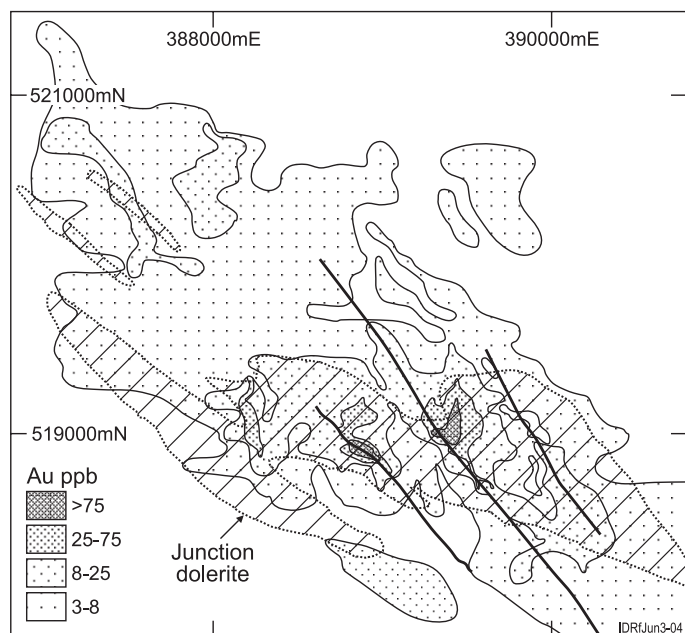 388000mE
390000mE
521000mN
519000mN
Au ppb
>75
25-75
8-25
3-8
Junction
dolerite
IDRfJun3-04